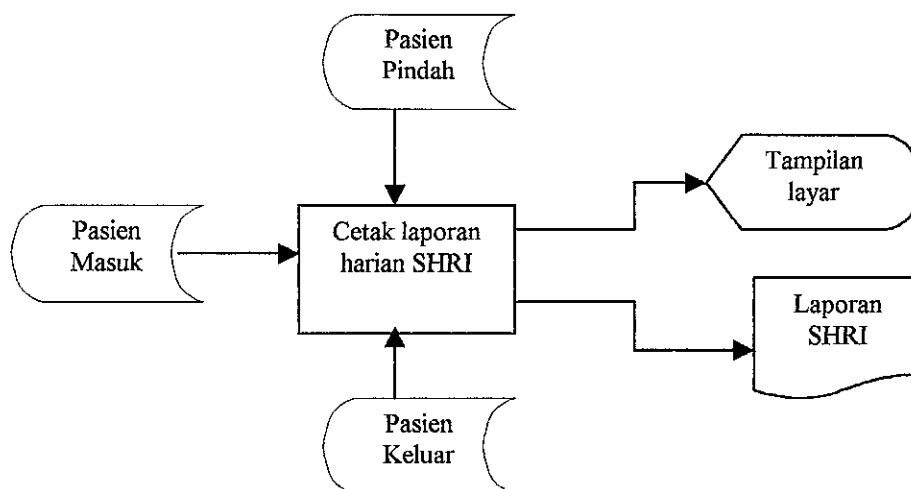 Pasien
Pindah
Pasien
Masuk
Cetak laporan
harian SHRI
Tampilan
layar
Laporan
SHRI
Pasien
Keluar